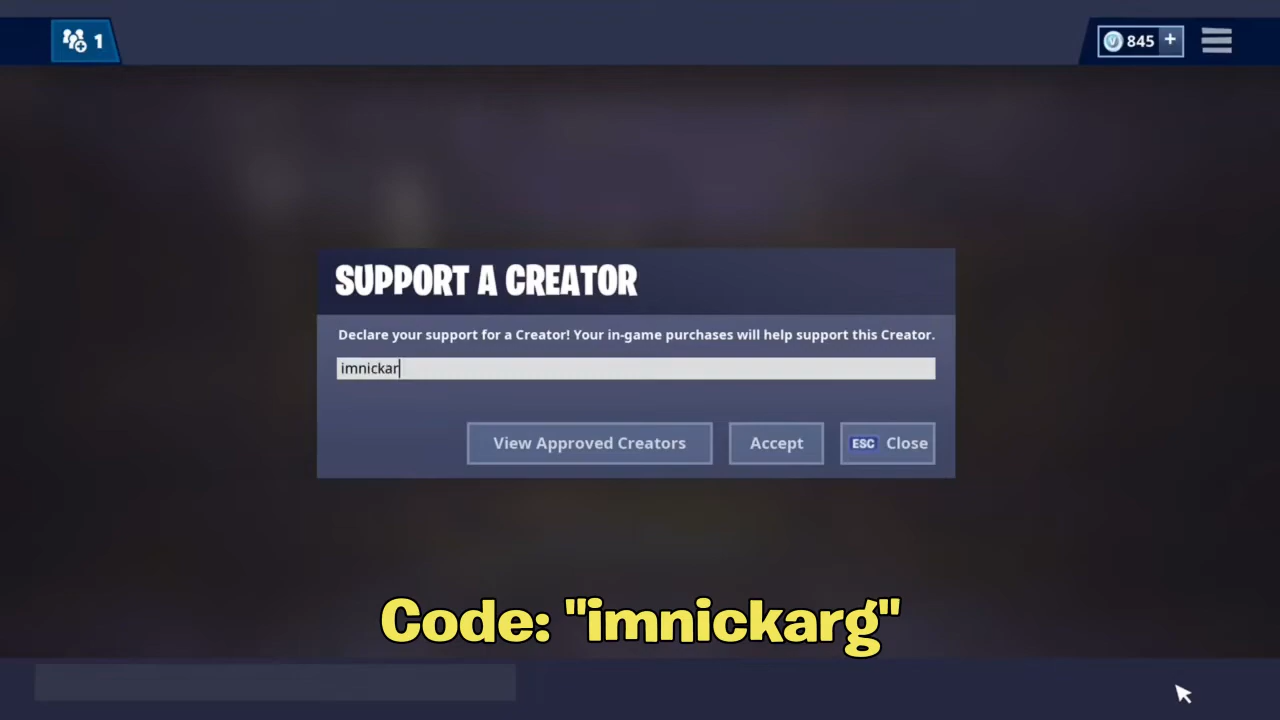 1
845 +
SUPPORT A CREATOR
Declare your support for a Creator! Your in-game purchases will help support this Creator.
imnickar
View Approved Creators
Accept
ESC Close
Code: "imnickarg"